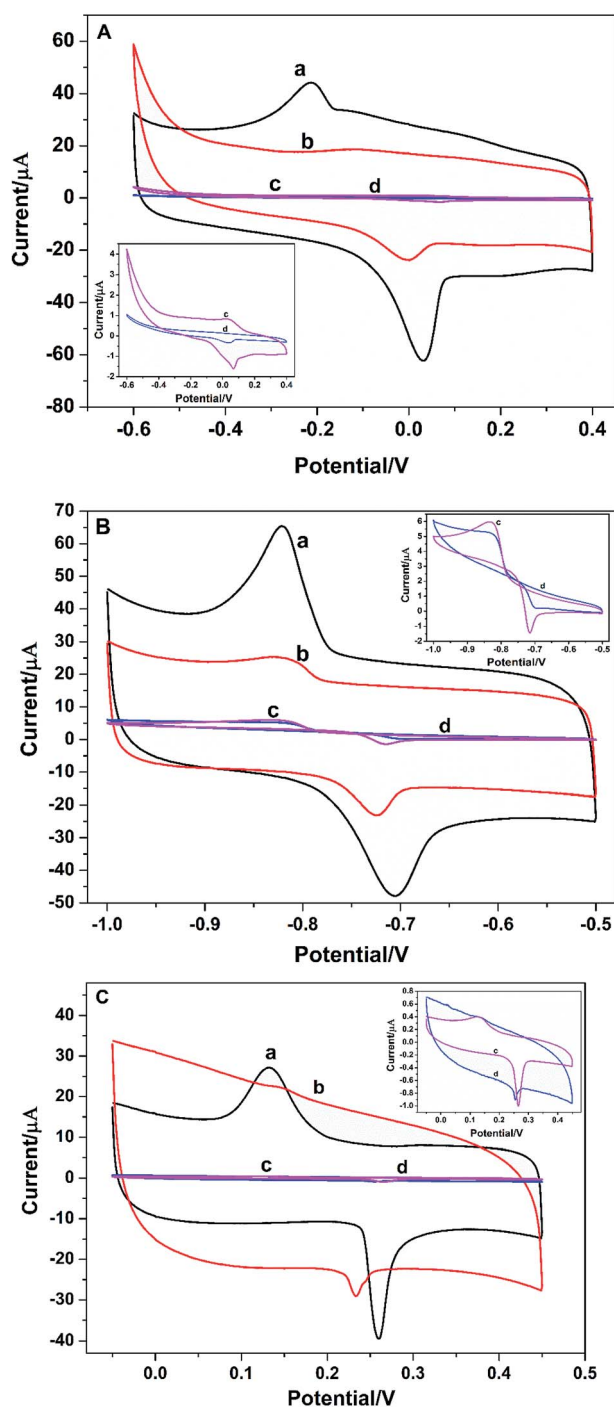 A
60
40
20
0
-20
-40
-60
-80
Current/μA
a
b
c
d
-0.6 -0.4 -0.2 0.0 0.2 0.4
Potential/V
4
3
2
1
0
-1
-2
Current/μA
c
d
-0.6 -0.4 -0.2 0.0 0.2 0.4
Potential/V
B
70
60
50
40
30
20
10
0
-10
-20
-30
-40
-50
Current/μA
a
b
c
d
-1.0 -0.9 -0.8 -0.7 -0.6 -0.5
Potential/V
6
5
4
3
2
1
0
-1
-2
Current/μA
c
d
-1.0 -0.9 -0.8 -0.7 -0.6 -0.5
Potential/V
C
40
30
20
10
0
-10
-20
-30
-40
Current/μA
a
b
c
d
0.0 0.1 0.2 0.3 0.4 0.5
Potential/V
0.8
0.6
0.4
0.2
0.0
-0.2
-0.4
-0.6
-0.8
-1.0
Current/μA
c
d
0.0 0.1 0.2 0.3 0.4 0.5
Potential/V